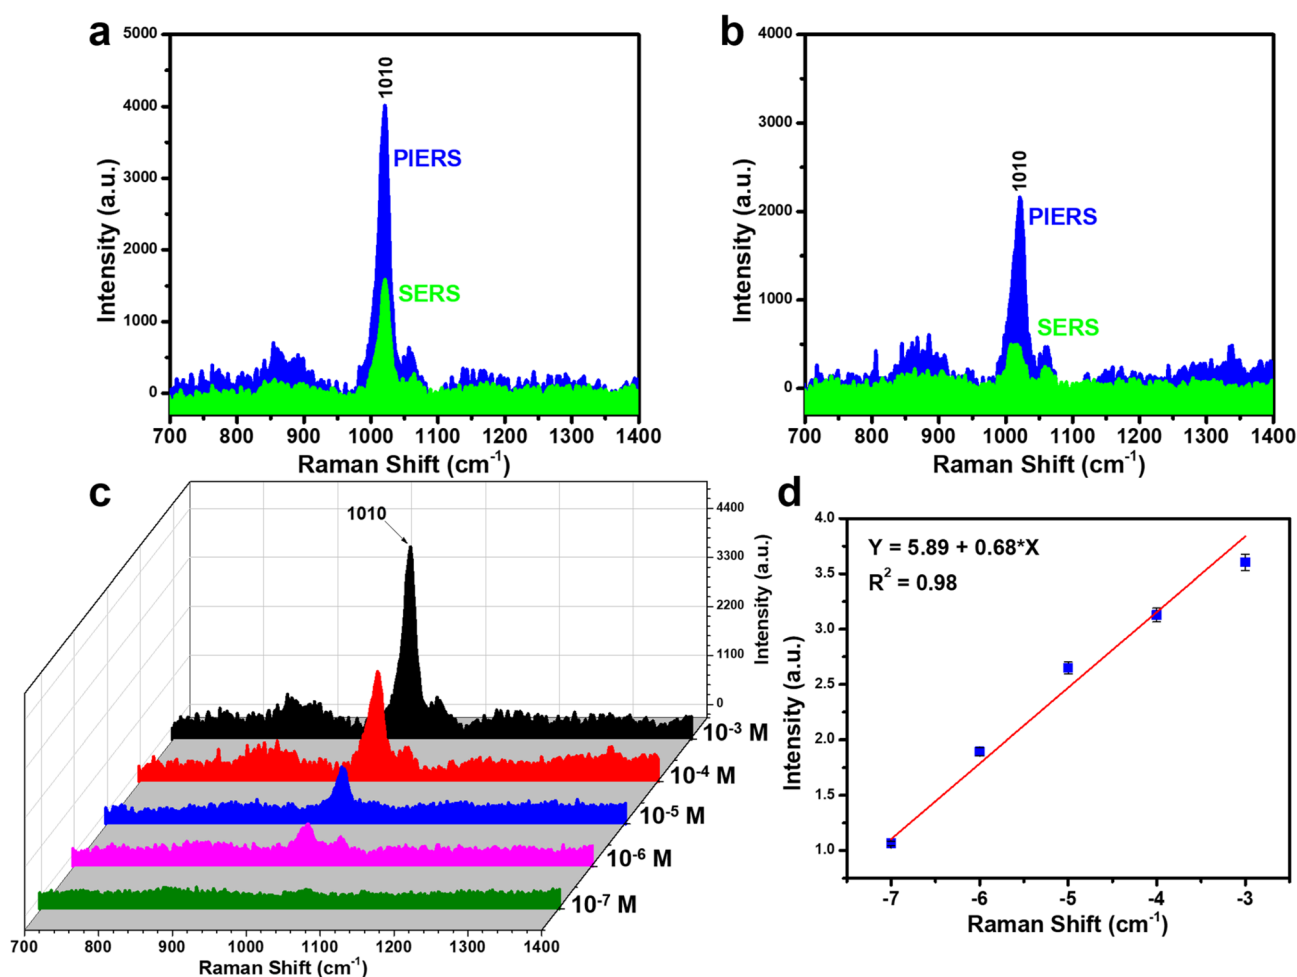 a
5000
4000
3000
2000
1000
0
Intensity (a.u.)
1010
PIERS
SERS
700 800 900 1000 1100 1200 1300 1400
Raman Shift (cm⁻¹)
b
4000
3000
2000
1000
0
Intensity (a.u.)
1010
PIERS
SERS
700 800 900 1000 1100 1200 1300 1400
Raman Shift (cm⁻¹)
c
1010
4400
3300
2200
1100
0
Intensity (a.u.)
10⁻³ M
10⁻⁴ M
10⁻⁵ M
10⁻⁶ M
10⁻⁷ M
700 800 900 1000 1100 1200 1300 1400
Raman Shift (cm⁻¹)
d
4.0
3.5
3.0
2.5
2.0
1.5
1.0
Intensity (a.u.)
Y = 5.89 + 0.68*X
R² = 0.98
-7 -6 -5 -4 -3
Raman Shift (cm⁻¹)